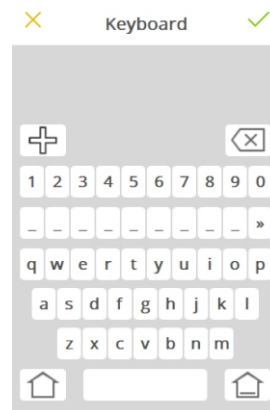 Keyboard
1 2 3 4 5 6 7 8 9 0
_ _ _ _ _ _ _ _ _ »
q w e r t y u i o p
a s d f g h j k l
z x c v b n m